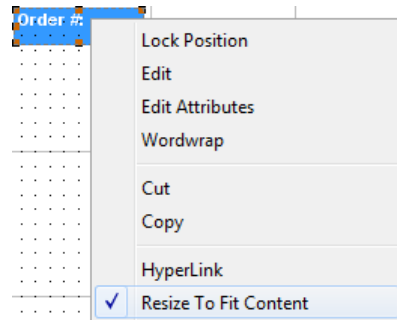 Order #:
Lock Position
Edit
Edit Attributes
Wordwrap
Cut
Copy
HyperLink
Resize To Fit Content